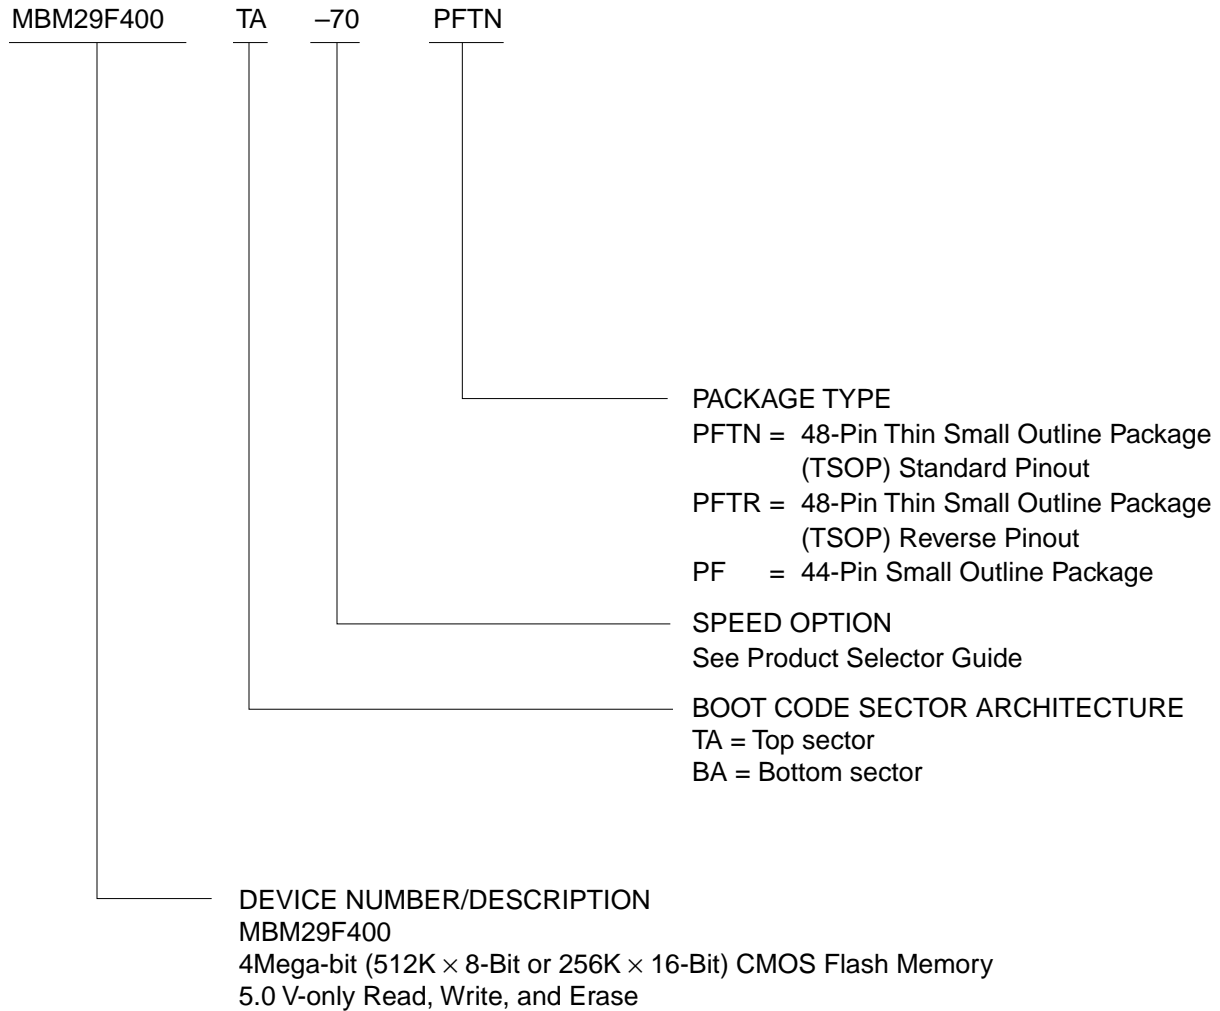 MBM29F400 TA –70 PFTN
PACKAGE TYPE
PFTN = 48-Pin Thin Small Outline Package
(TSOP) Standard Pinout
PFTR = 48-Pin Thin Small Outline Package
(TSOP) Reverse Pinout
PF = 44-Pin Small Outline Package
SPEED OPTION
See Product Selector Guide
BOOT CODE SECTOR ARCHITECTURE
TA = Top sector
BA = Bottom sector
DEVICE NUMBER/DESCRIPTION
MBM29F400
4Mega-bit (512K × 8-Bit or 256K × 16-Bit) CMOS Flash Memory
5.0 V-only Read, Write, and Erase